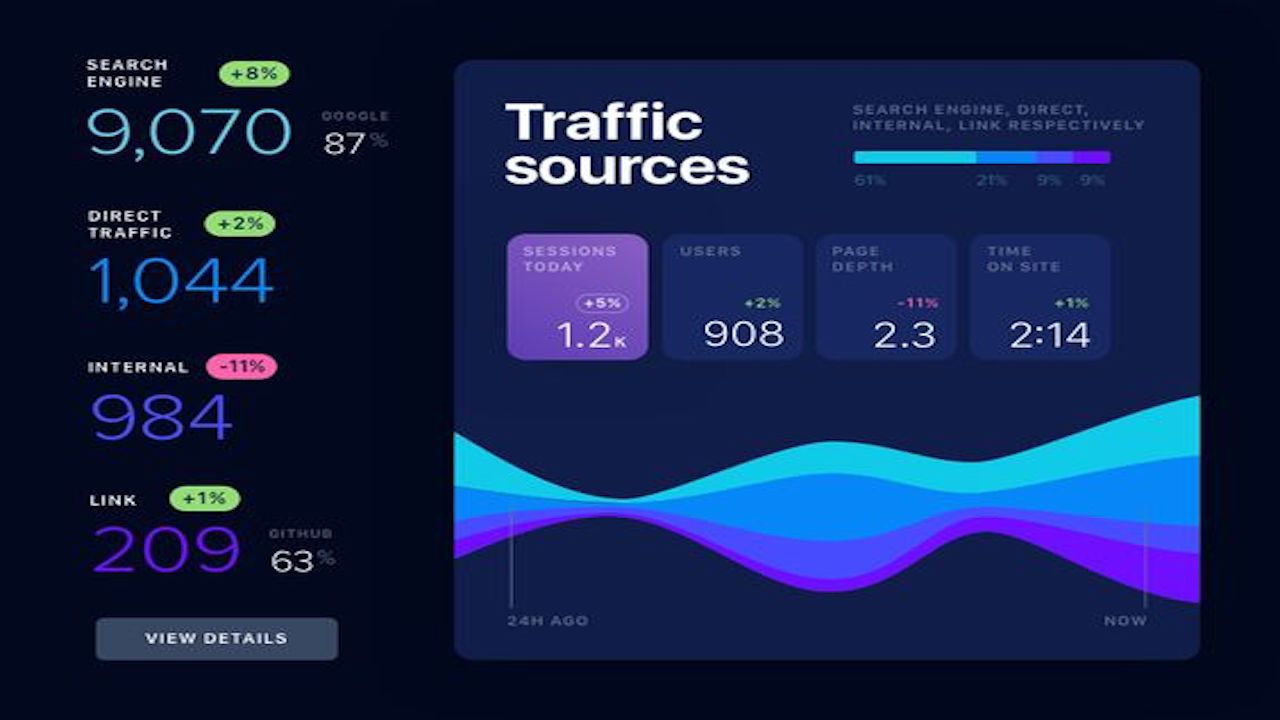 SEARCH
ENGINE
+8%
9,070
GOOGLE
87%
DIRECT
TRAFFIC
+2%
1,044
INTERNAL
-11%
984
LINK
+1%
209
GITHUB
63%
VIEW DETAILS
Traffic
sources
SEARCH ENGINE, DIRECT,
INTERNAL, LINK RESPECTIVELY
61% 21% 9% 9%
SESSIONS
TODAY
+5%
1.2K
USERS
+2%
908
PAGE
DEPTH
-11%
2.3
TIME
ON SITE
+1%
2:14
24H AGO
NOW